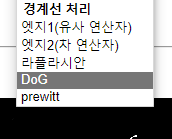 경계선 처리
엣지1(유사 연산자)
엣지2(차 연산자)
라플라시안
DoG
prewitt